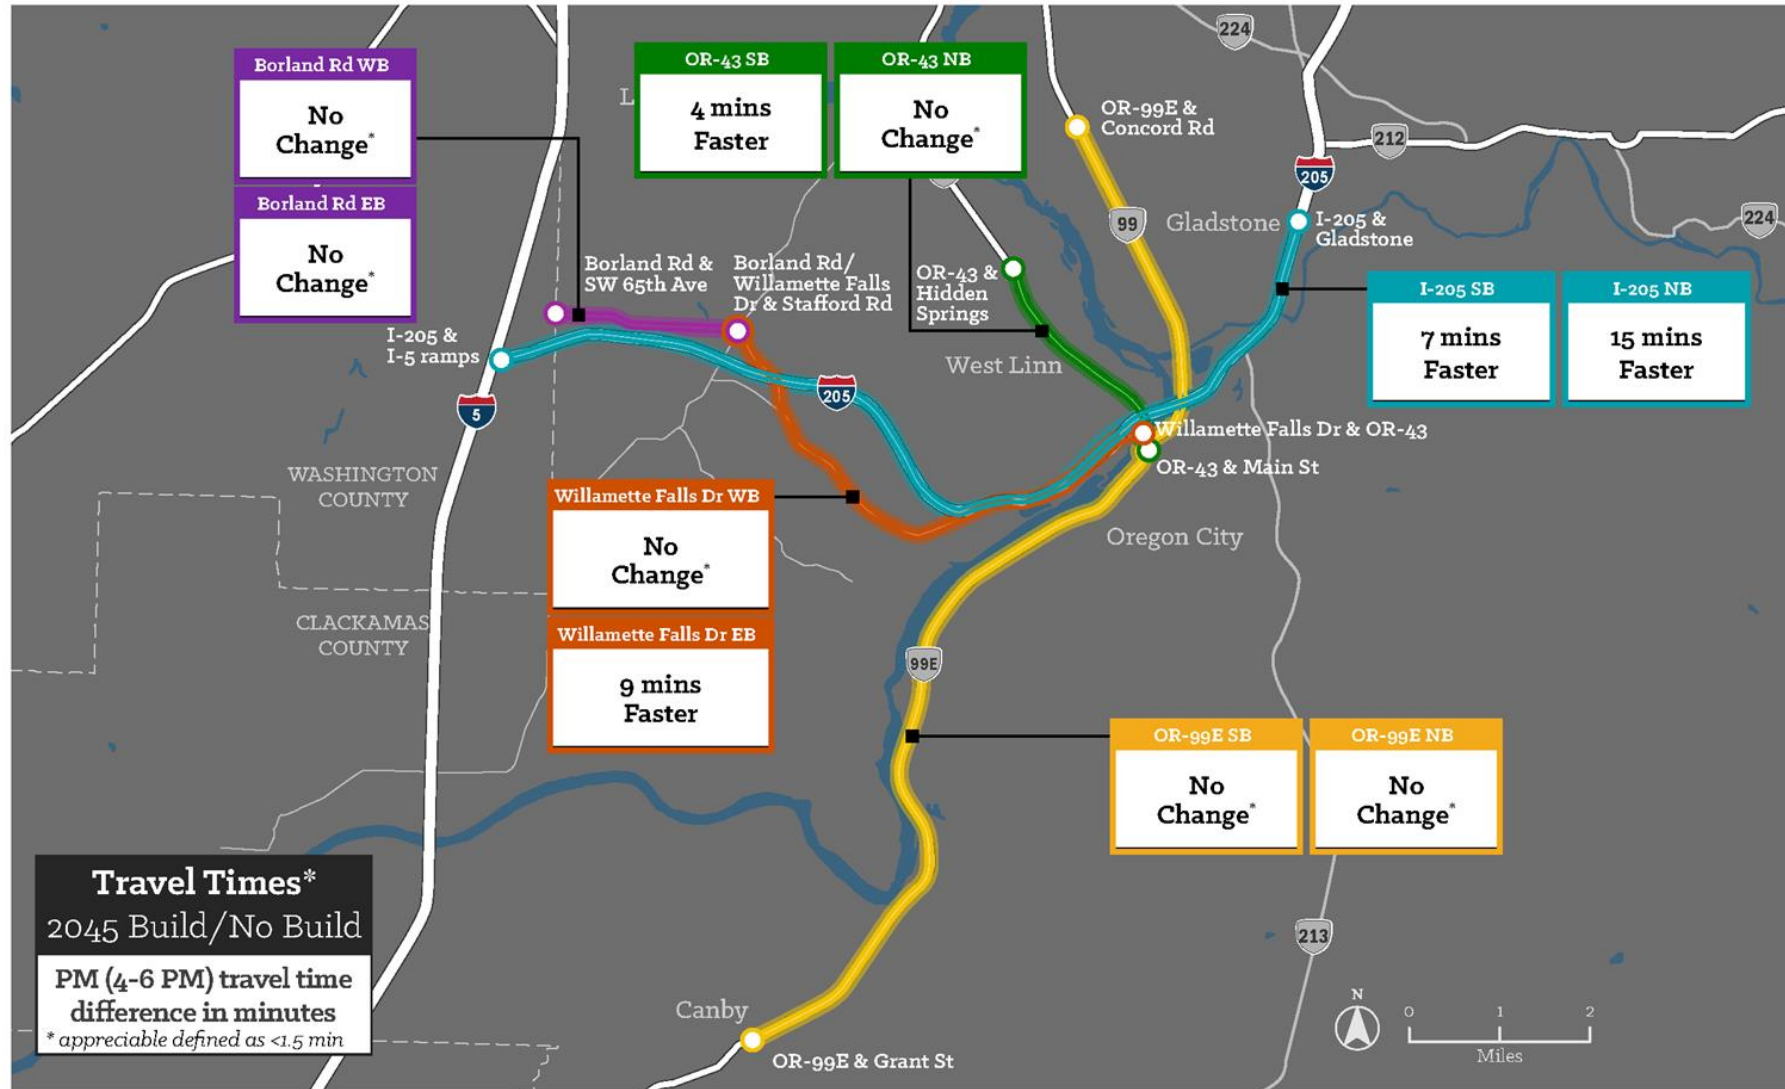 Borland Rd WB
No
Change*
Borland Rd EB
No
Change*
OR-43 SB
4 mins
Faster
OR-43 NB
No
Change*
L
224
OR-99E &
Concord Rd
212
205
99
Gladstone
I-205 &
Gladstone
224
Borland Rd &
SW 65th Ave
Borland Rd/
Willamette Falls
Dr & Stafford Rd
OR-43 &
Hidden
Springs
I-205 SB
7 mins
Faster
I-205 NB
15 mins
Faster
I-205 &
I-5 ramps
West Linn
205
5
Willamette Falls Dr & OR-43
OR-43 & Main St
WASHINGTON
COUNTY
Willamette Falls Dr WB
No
Change*
Oregon City
CLACKAMAS
COUNTY
Willamette Falls Dr EB
9 mins
Faster
99E
OR-99E SB
No
Change*
OR-99E NB
No
Change*
Travel Times*
2045 Build/No Build
PM (4-6 PM) travel time
difference in minutes
* appreciable defined as <1.5 min
213
Canby
OR-99E & Grant St
N
0 1 2
Miles